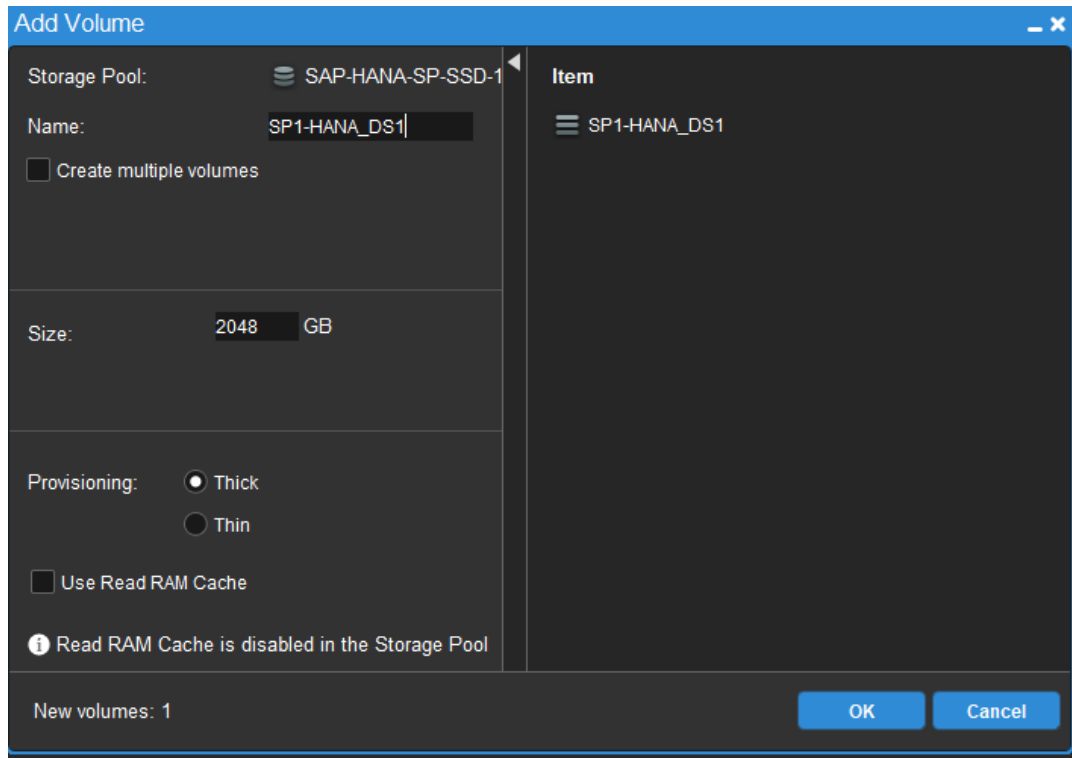 Add Volume
Storage Pool: SAP-HANA-SP-SSD-1
Name: SP1-HANA_DS1
Create multiple volumes
Size: 2048 GB
Provisioning: Thick
Thin
Use Read RAM Cache
Read RAM Cache is disabled in the Storage Pool
Item
SP1-HANA_DS1
New volumes: 1
OK Cancel